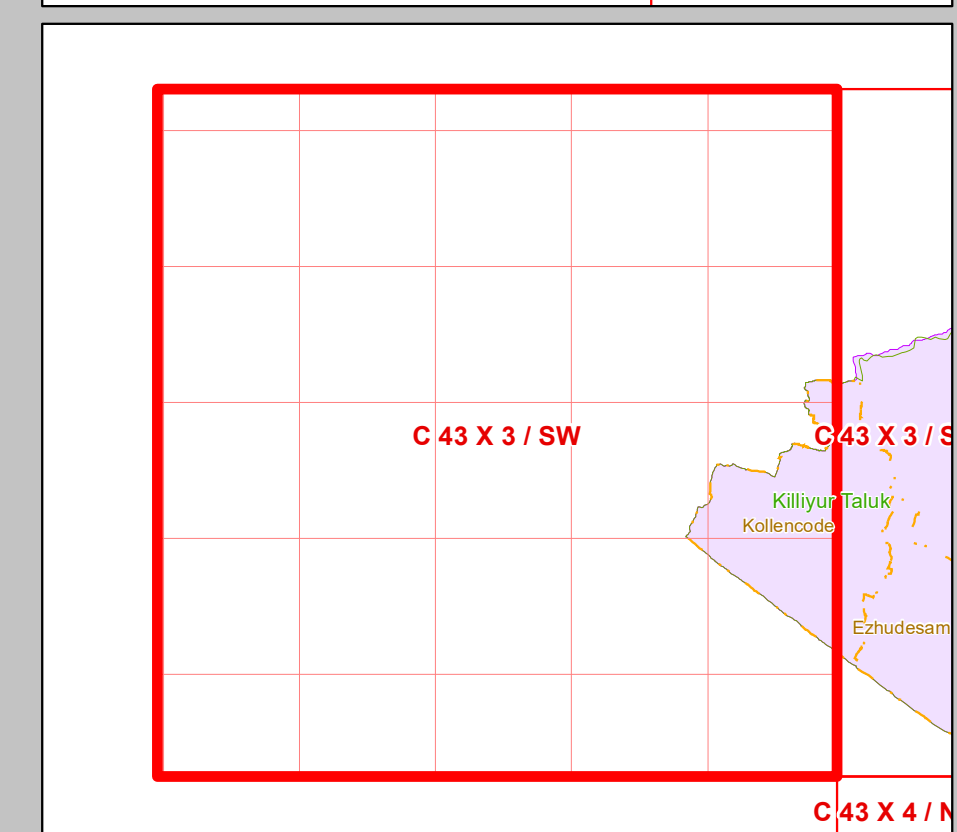 C 43 X 3 / SW
C 43 X 3 / S
Killiyur Taluk
Kollencode
Ezhudesam
C 43 X 4 / N